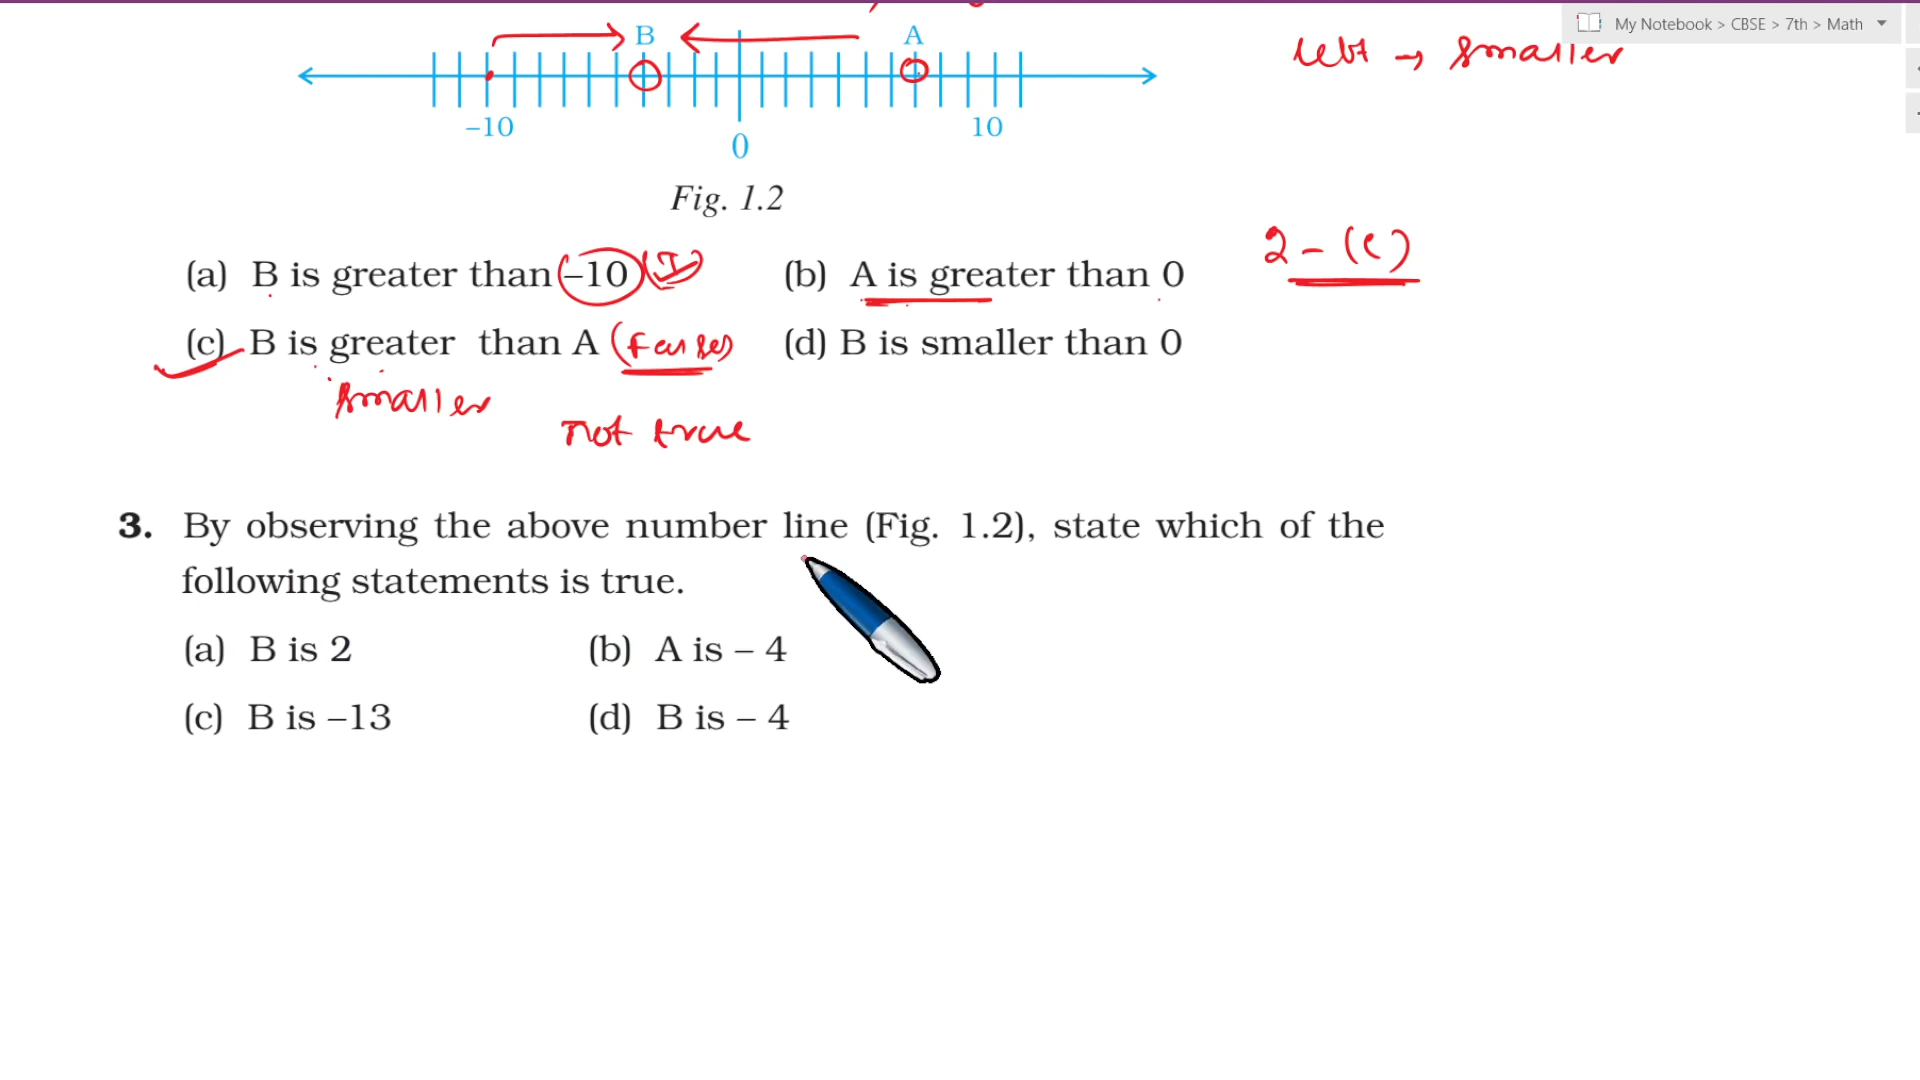 My Notebook > CBSE > 7th > Math
B A
left → smaller
–10 0 10
Fig. 1.2
(a) B is greater than –10 (T) (b) A is greater than 0
2 – (c)
(c) B is greater than A (False) (d) B is smaller than 0
smaller
not true
3. By observing the above number line (Fig. 1.2), state which of the
following statements is true.
(a) B is 2 (b) A is – 4
(c) B is –13 (d) B is – 4